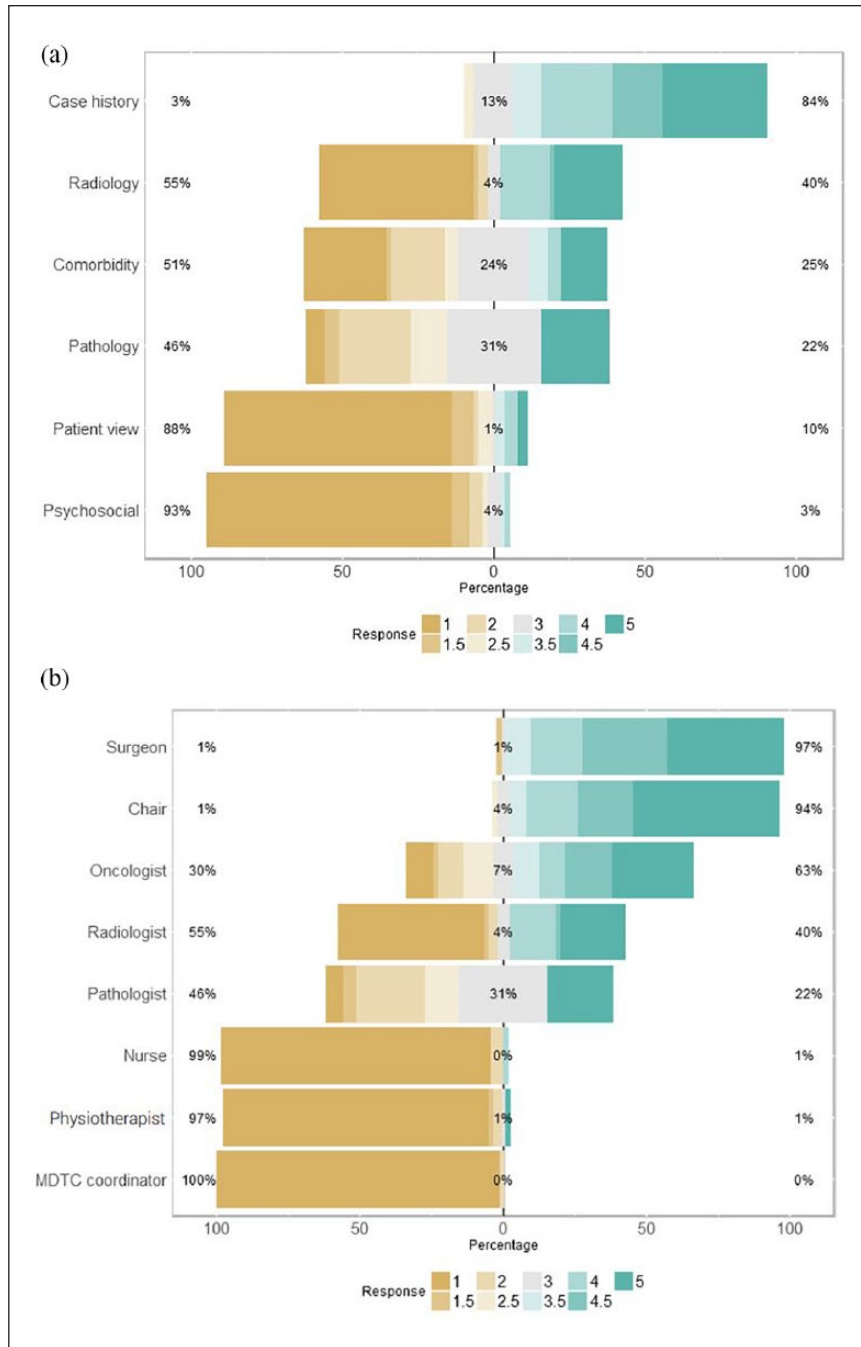 (a)
Case history 3% 13% 84%
Radiology 55% 4% 40%
Comorbidity 51% 24% 25%
Pathology 46% 31% 22%
Patient view 88% 1% 10%
Psychosocial 93% 4% 3%
100 50 0 50 100
Percentage
Response 1 2 3 4 5
1.5 2.5 3.5 4.5
(b)
Surgeon 1% 1% 97%
Chair 1% 4% 94%
Oncologist 30% 7% 63%
Radiologist 55% 4% 40%
Pathologist 46% 31% 22%
Nurse 99% 0% 1%
Physiotherapist 97% 1% 1%
MDTC coordinator 100% 0% 0%
100 50 0 50 100
Percentage
Response 1 2 3 4 5
1.5 2.5 3.5 4.5